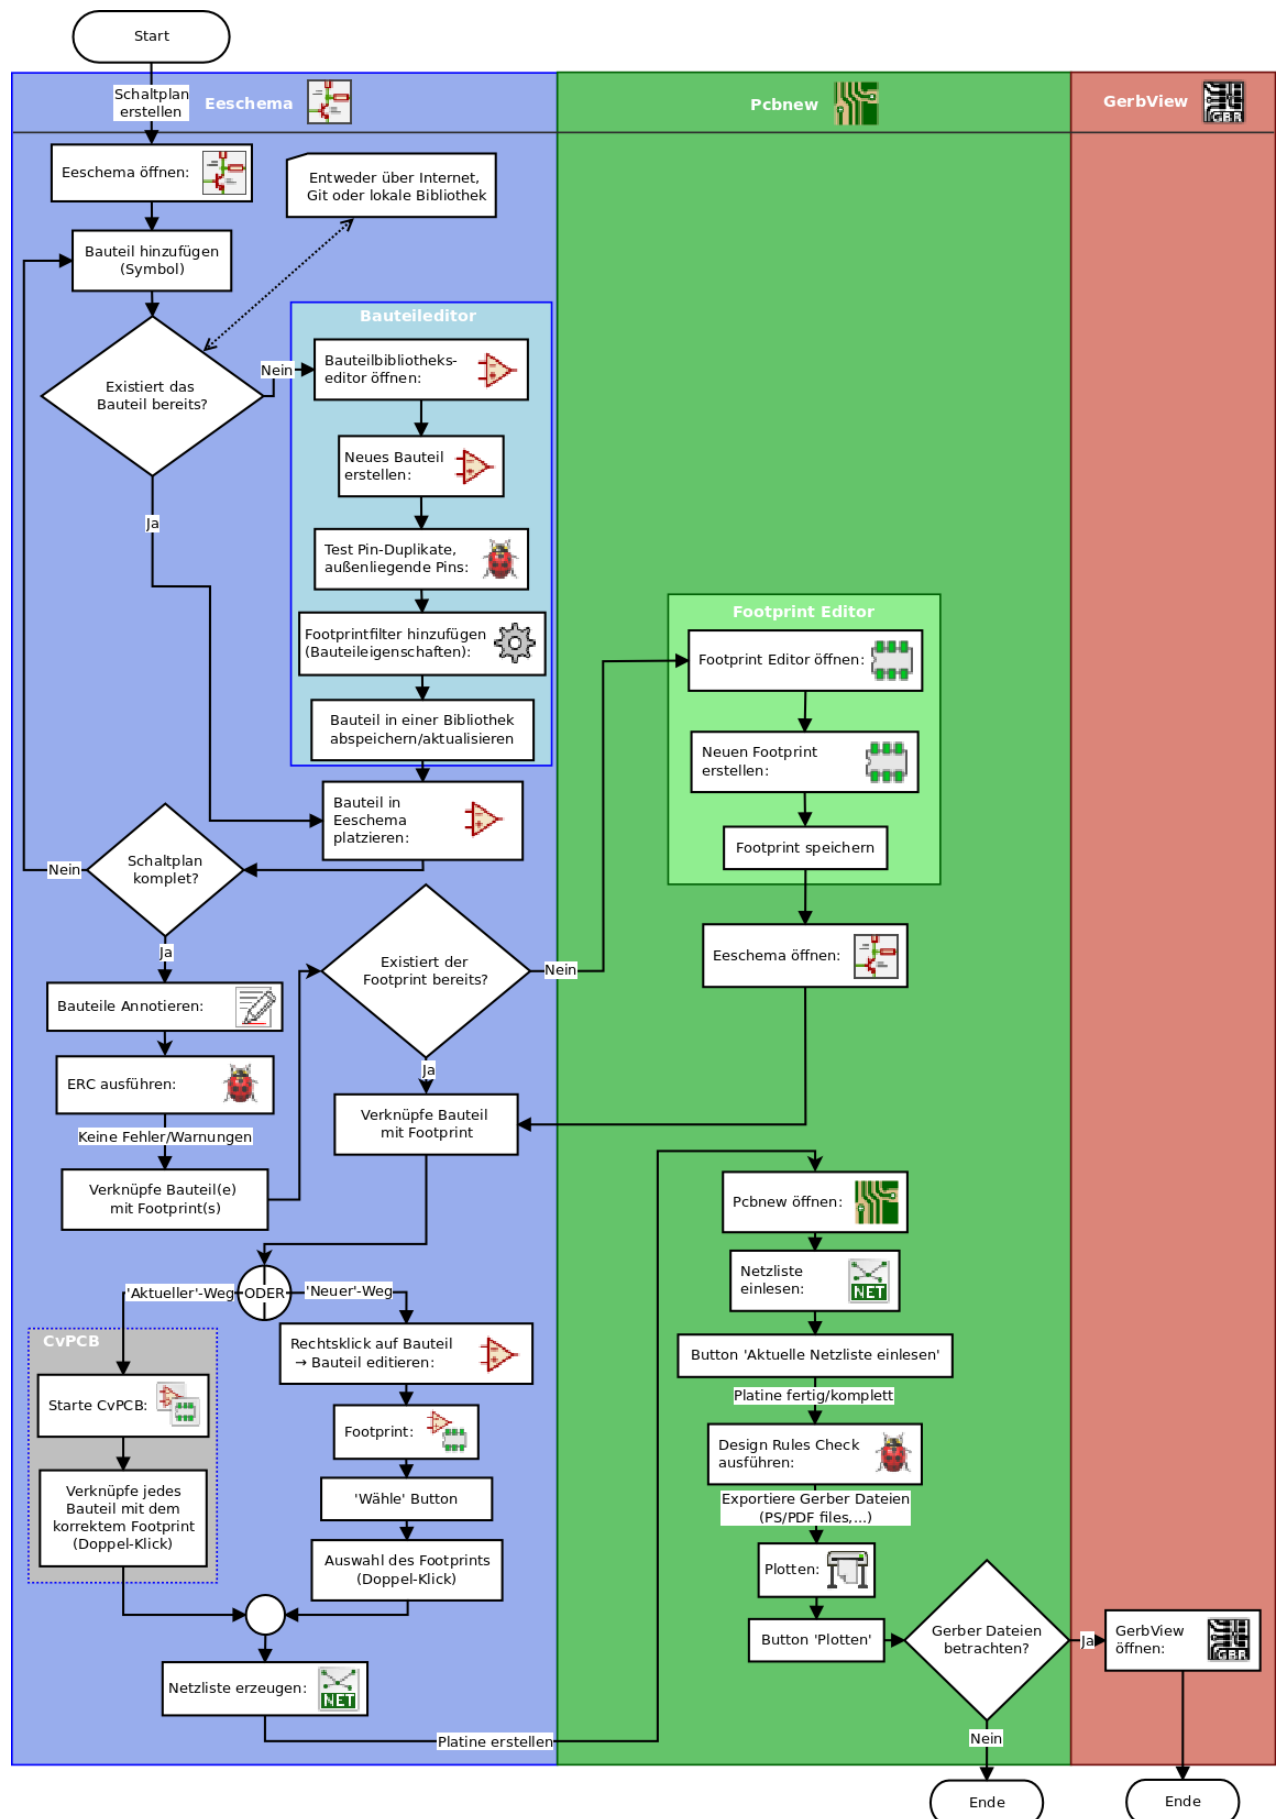 Start
Schaltplan
erstellen
Eeschema
Pcbnew
GerbView
GBR
Eeschema öffnen:
Entweder über Internet,
Git oder lokale Bibliothek
Bauteil hinzufügen
(Symbol)
Existiert das
Bauteil bereits?
Nein
Ja
Bauteileditor
Bauteilbibliotheks-
editor öffnen:
Neues Bauteil
erstellen:
Test Pin-Duplikate,
außenliegende Pins:
Footprintfilter hinzufügen
(Bauteileigenschaften):
Bauteil in einer Bibliothek
abspeichern/aktualisieren
Bauteil in
Eeschema
platzieren:
Schaltplan
komplet?
Nein
Ja
Bauteile Annotieren:
ERC ausführen:
Keine Fehler/Warnungen
Verknüpfe Bauteil(e)
mit Footprint(s)
Existiert der
Footprint bereits?
Nein
Ja
Footprint Editor
Footprint Editor öffnen:
Neuen Footprint
erstellen:
Footprint speichern
Eeschema öffnen:
Verknüpfe Bauteil
mit Footprint
ODER
'Aktueller'-Weg
'Neuer'-Weg
CvPCB
Starte CvPCB:
Verknüpfe jedes
Bauteil mit dem
korrektem Footprint
(Doppel-Klick)
Rechtsklick auf Bauteil
→ Bauteil editieren:
Footprint:
'Wähle' Button
Auswahl des Footprints
(Doppel-Klick)
Netzliste erzeugen:
NET
Platine erstellen
Pcbnew öffnen:
Netzliste
einlesen:
NET
Button 'Aktuelle Netzliste einlesen'
Platine fertig/komplett
Design Rules Check
ausführen:
Exportiere Gerber Dateien
(PS/PDF files,...)
Plotten:
Button 'Plotten'
Gerber Dateien
betrachten?
Ja
Nein
GerbView
öffnen:
GBR
Ende
Ende